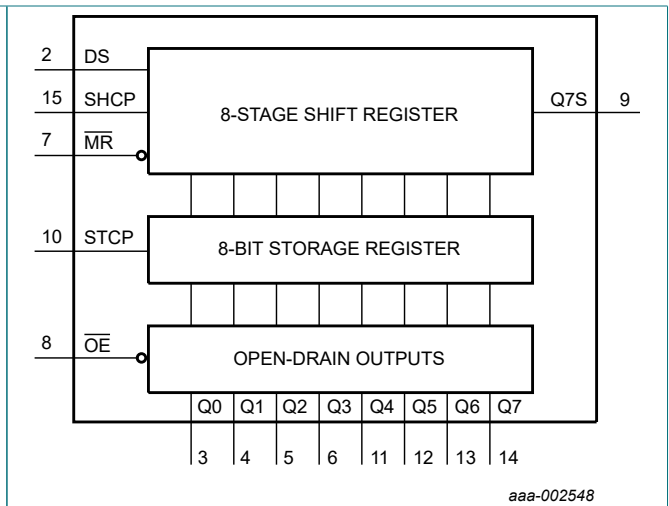 2 DS
15 SHCP
7 MR
8-STAGE SHIFT REGISTER
Q7S 9
10 STCP
8-BIT STORAGE REGISTER
8 OE
OPEN-DRAIN OUTPUTS
Q0 Q1 Q2 Q3 Q4 Q5 Q6 Q7
3 4 5 6 11 12 13 14
aaa-002548